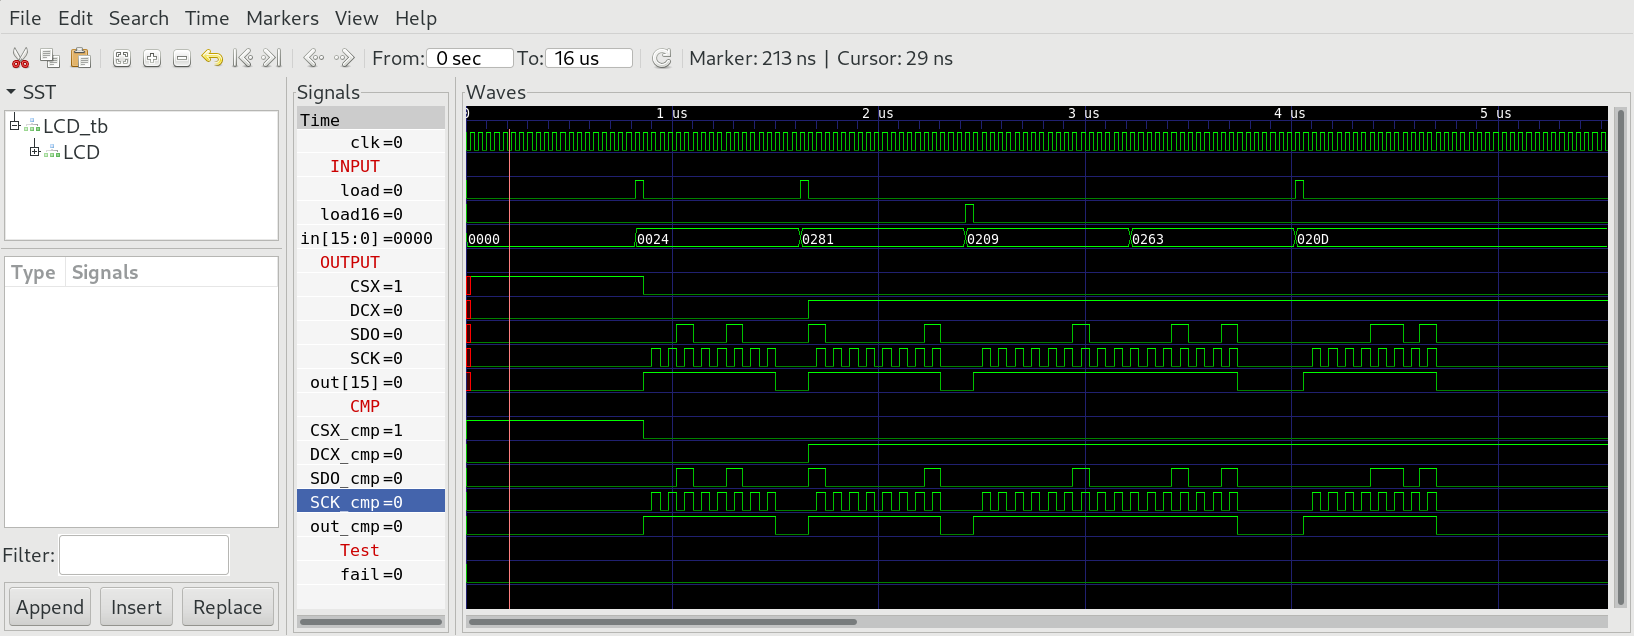 File Edit Search Time Markers View Help
From: 0 sec To: 16 us Marker: 213 ns | Cursor: 29 ns
SST
LCD_tb
LCD
Type Signals
Filter:
Append Insert Replace
Signals
Time
clk=0
INPUT
load=0
load16=0
in[15:0]=0000
OUTPUT
CSX=1
DCX=0
SDO=0
SCK=0
out[15]=0
CMP
CSX_cmp=1
DCX_cmp=0
SDO_cmp=0
SCK_cmp=0
out_cmp=0
Test
fail=0
Waves
0 1 us 2 us 3 us 4 us 5 us
0000 0024 0281 0209 0263 020D